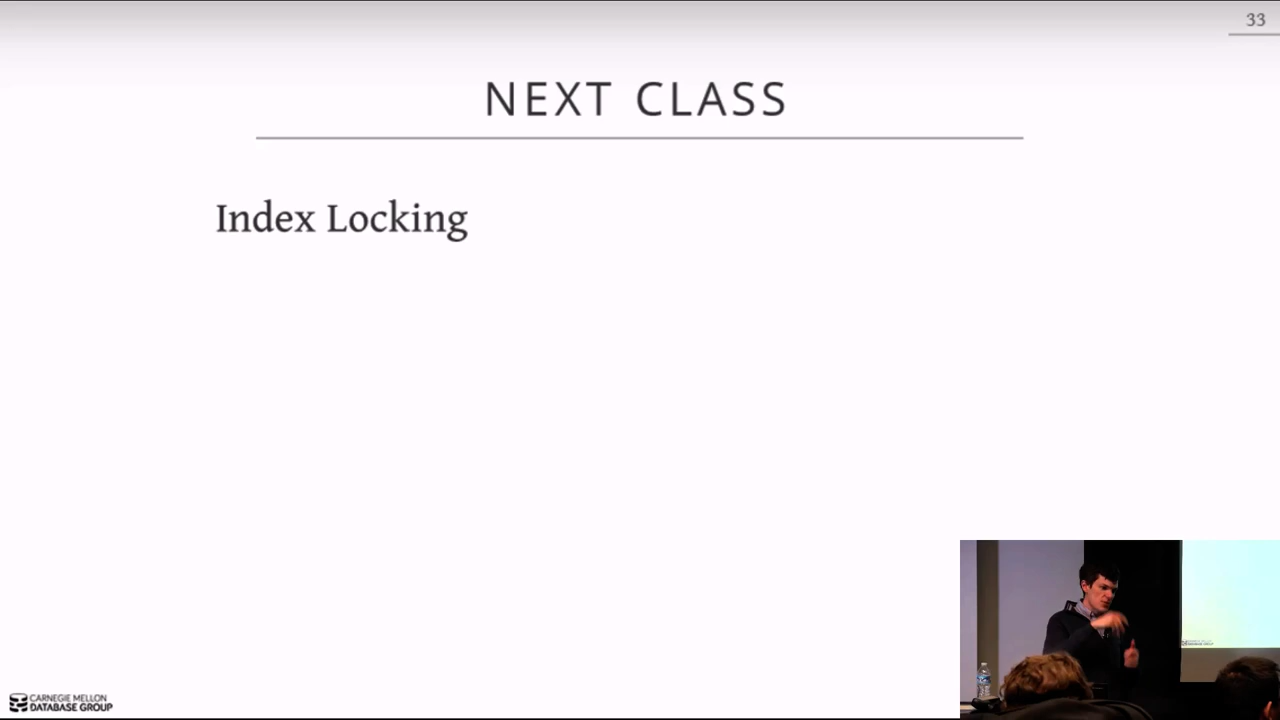 33
NEXT CLASS
Index Locking
CARNEGIE MELLON
DATABASE GROUP